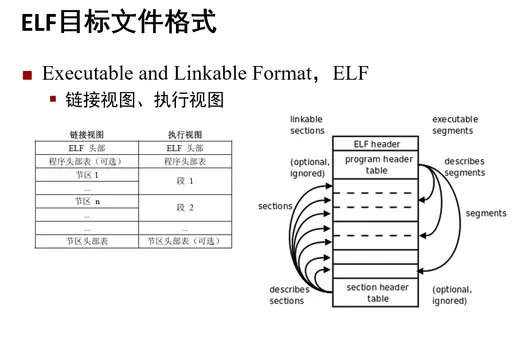 ELF目标文件格式
Executable and Linkable Format，ELF
链接视图、执行视图
链接视图 执行视图
ELF 头部 ELF 头部
程序头部表（可选） 程序头部表
节区 1 段 1
...
节区 n 段 2
...
... ...
节区头部表 节区头部表（可选）
linkable
sections
executable
segments
ELF header
(optional,
ignored)
program header
table
describes
segments
sections
segments
describes
sections
section header
table
(optional,
ignored)